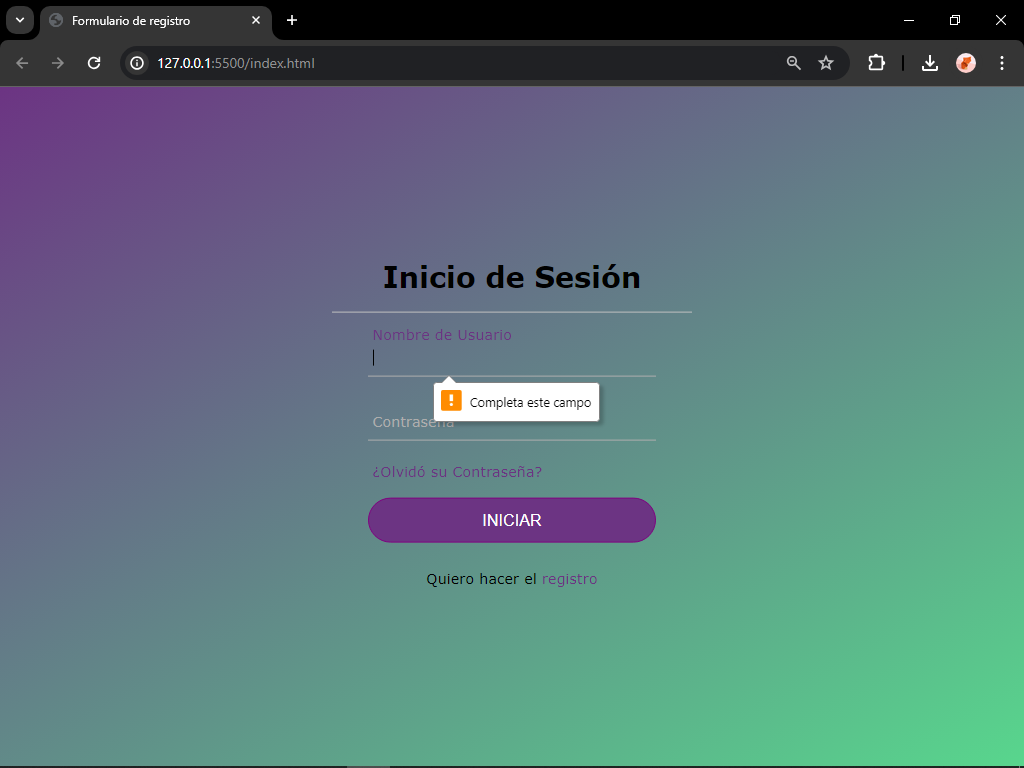 Formulario de registro
127.0.0.1:5500/index.html
Inicio de Sesión
Nombre de Usuario
Completa este campo
Contraseña
¿Olvidó su Contraseña?
INICIAR
Quiero hacer el registro